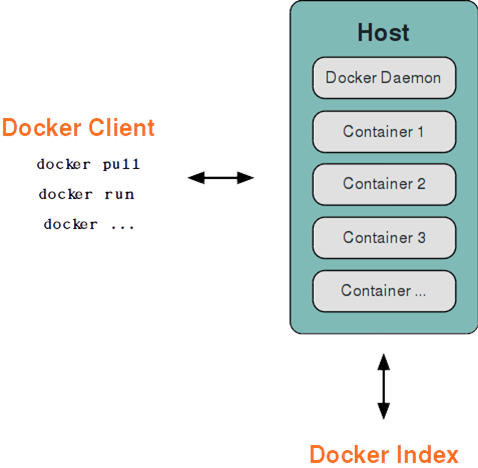 Host
Docker Daemon
Container 1
Container 2
Container 3
Container ...
Docker Client
docker pull
docker run
docker ...
Docker Index